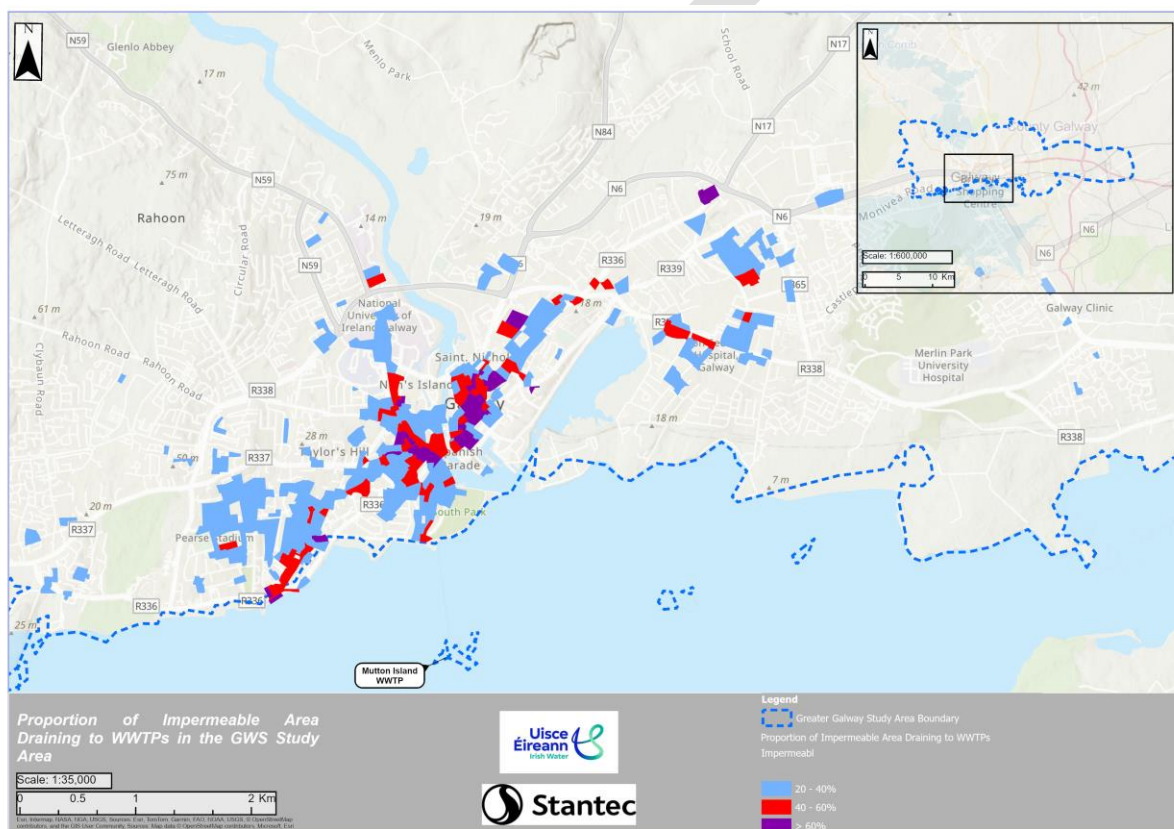 N
N59
Glenlo Abbey
17 m
Menlo Park
School Road
N17
N84
N17
N59
75 m
Rahoon
14 m
19 m
N6
N6
Letteragh Road
Letteragh Road
Circular Road
N59
R336
R339
61 m
National
University of
Ireland Galway
18 m
Galway Clinic
Merlin Park
University
Hospital
Clybaun Road
Rahoon Road
Rahoon Road
Saint. Nichol
Hospital,
Galway
R338
R338
Nun's Island
28 m
18 m
R338
R337
aylor's Hill
50 m
R336
South Park
7 m
20 m
R337
Pearse Stadium
R336
R336
25 m
Mutton Island
WWTP
N
42 m
County Galway
Galway
Monivea Road
Shopping
Centre
N6
Scale: 1:600,000
0 5 10 Km
Proportion of Impermeable Area
Draining to WWTPs in the GWS Study
Area
Scale: 1:35,000
0 0.5 1 2 Km
Uisce
Éireann
Irish Water
Stantec
Legend
Greater Galway Study Area Boundary
Proportion of Impermeable Area Draining to WWTPs
Impermeabl
20 - 40%
40 - 60%
> 60%